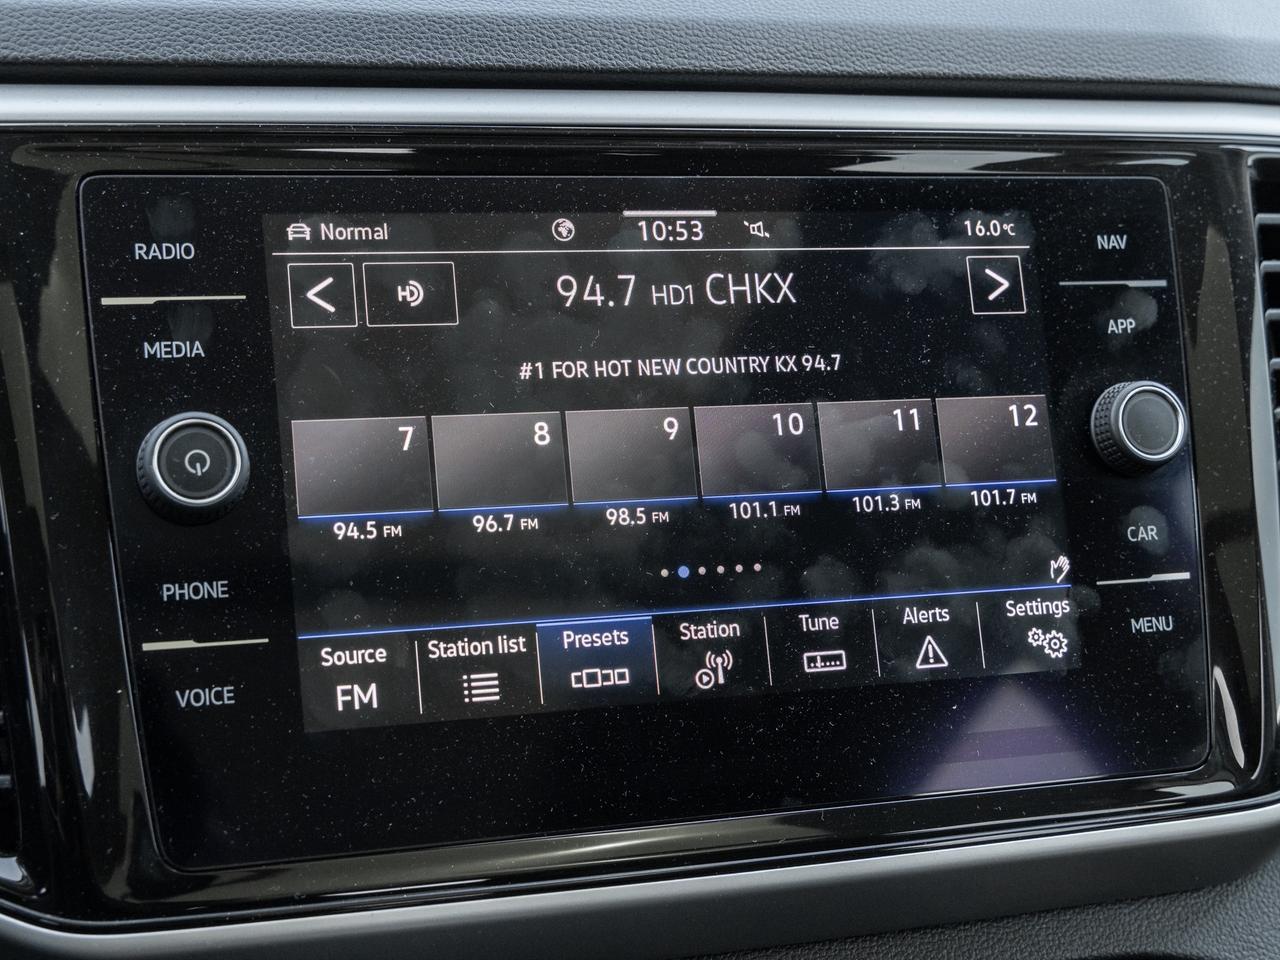 RADIO
MEDIA
PHONE
VOICE
Normal
10:53
16.0°C
HD
94.7 HD1 CHKX
#1 FOR HOT NEW COUNTRY KX 94.7
7 8 9 10 11 12
94.5 FM 96.7 FM 98.5 FM 101.1 FM 101.3 FM 101.7 FM
Source Station list Presets Station Tune Alerts Settings
FM
NAV
APP
CAR
MENU